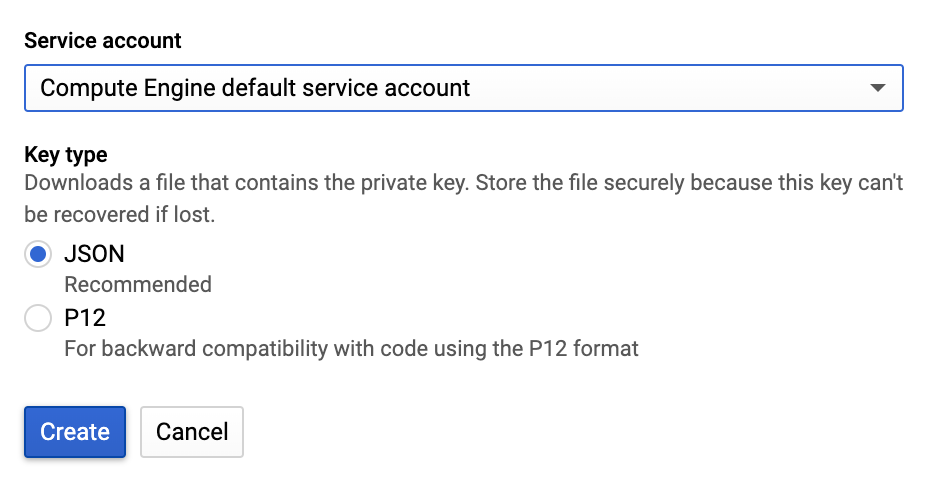 Service account
Compute Engine default service account
Key type
Downloads a file that contains the private key. Store the file securely because this key can't
be recovered if lost.
JSON
Recommended
P12
For backward compatibility with code using the P12 format
Create Cancel